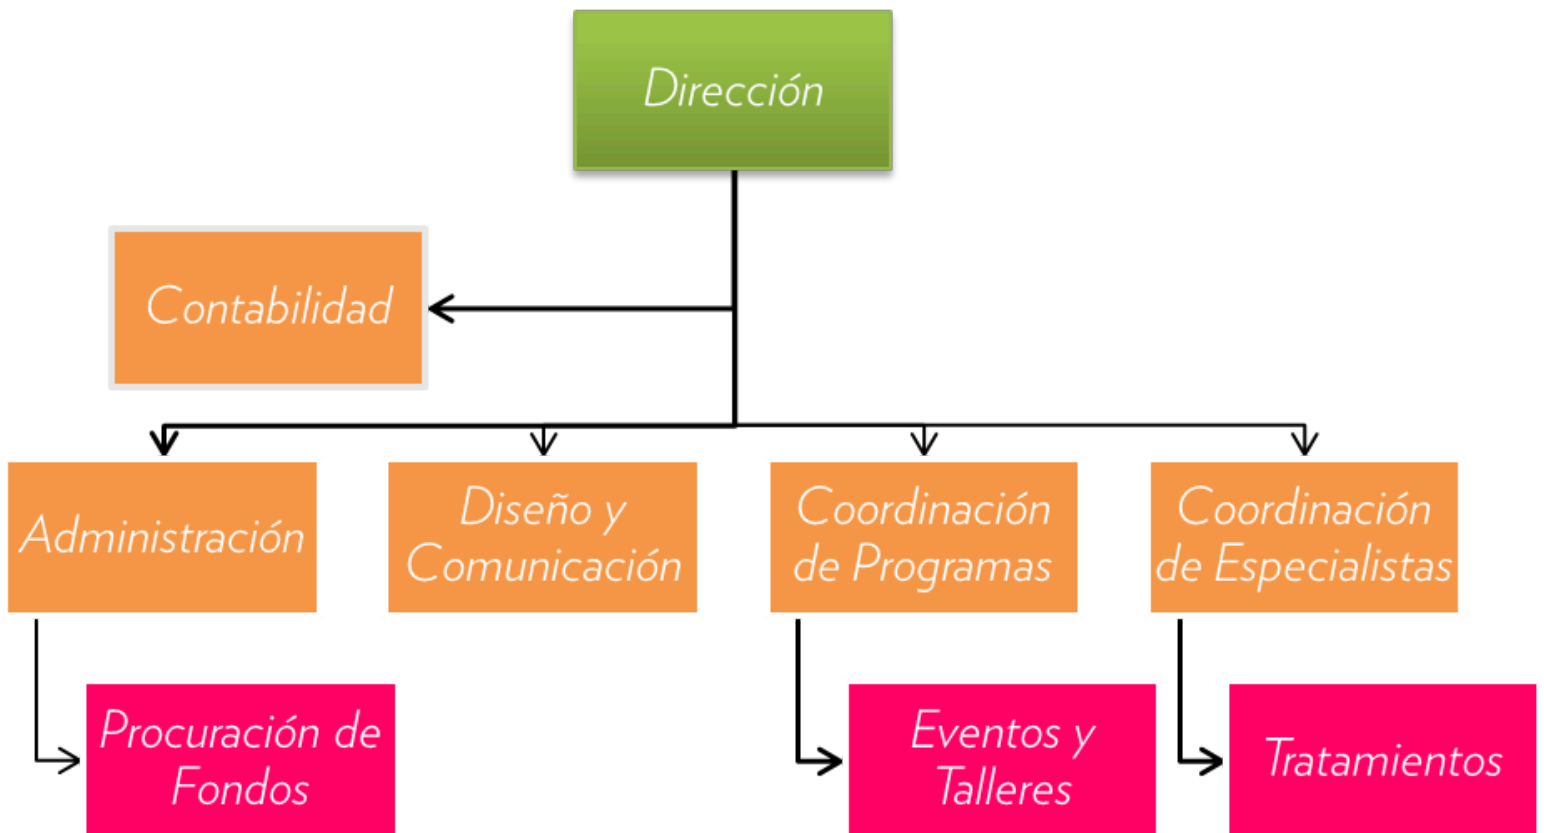 Dirección
Contabilidad
Administración
Diseño y
Comunicación
Coordinación
de Programas
Coordinación
de Especialistas
Procuración de
Fondos
Eventos y
Talleres
Tratamientos